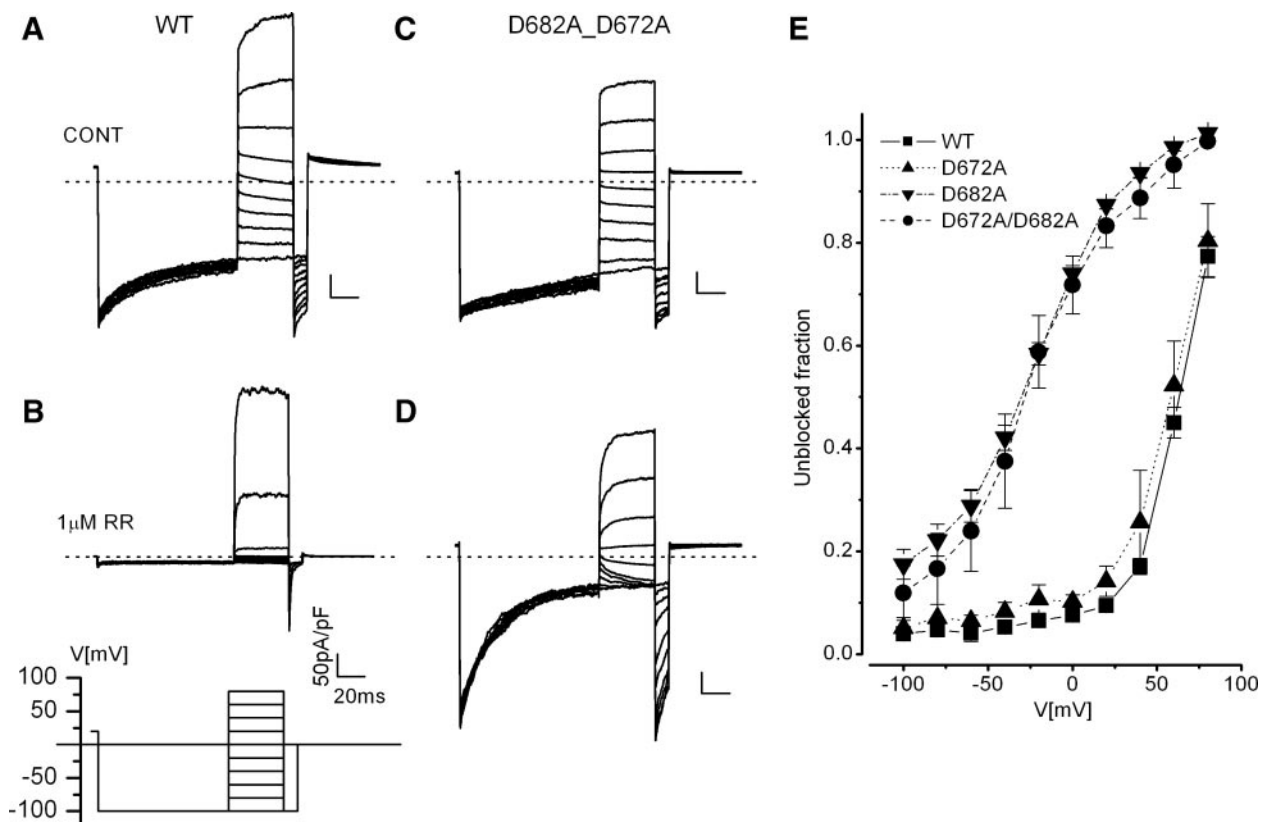 A
WT
CONT
B
1μM RR
50pA/pF
20ms
V[mV]
100
50
-50
-100
C
D682A_D672A
D
E
WT
D672A
D682A
D672A/D682A
Unblocked fraction
1.0
0.8
0.6
0.4
0.2
0.0
-100
-50
0
50
100
V[mV]